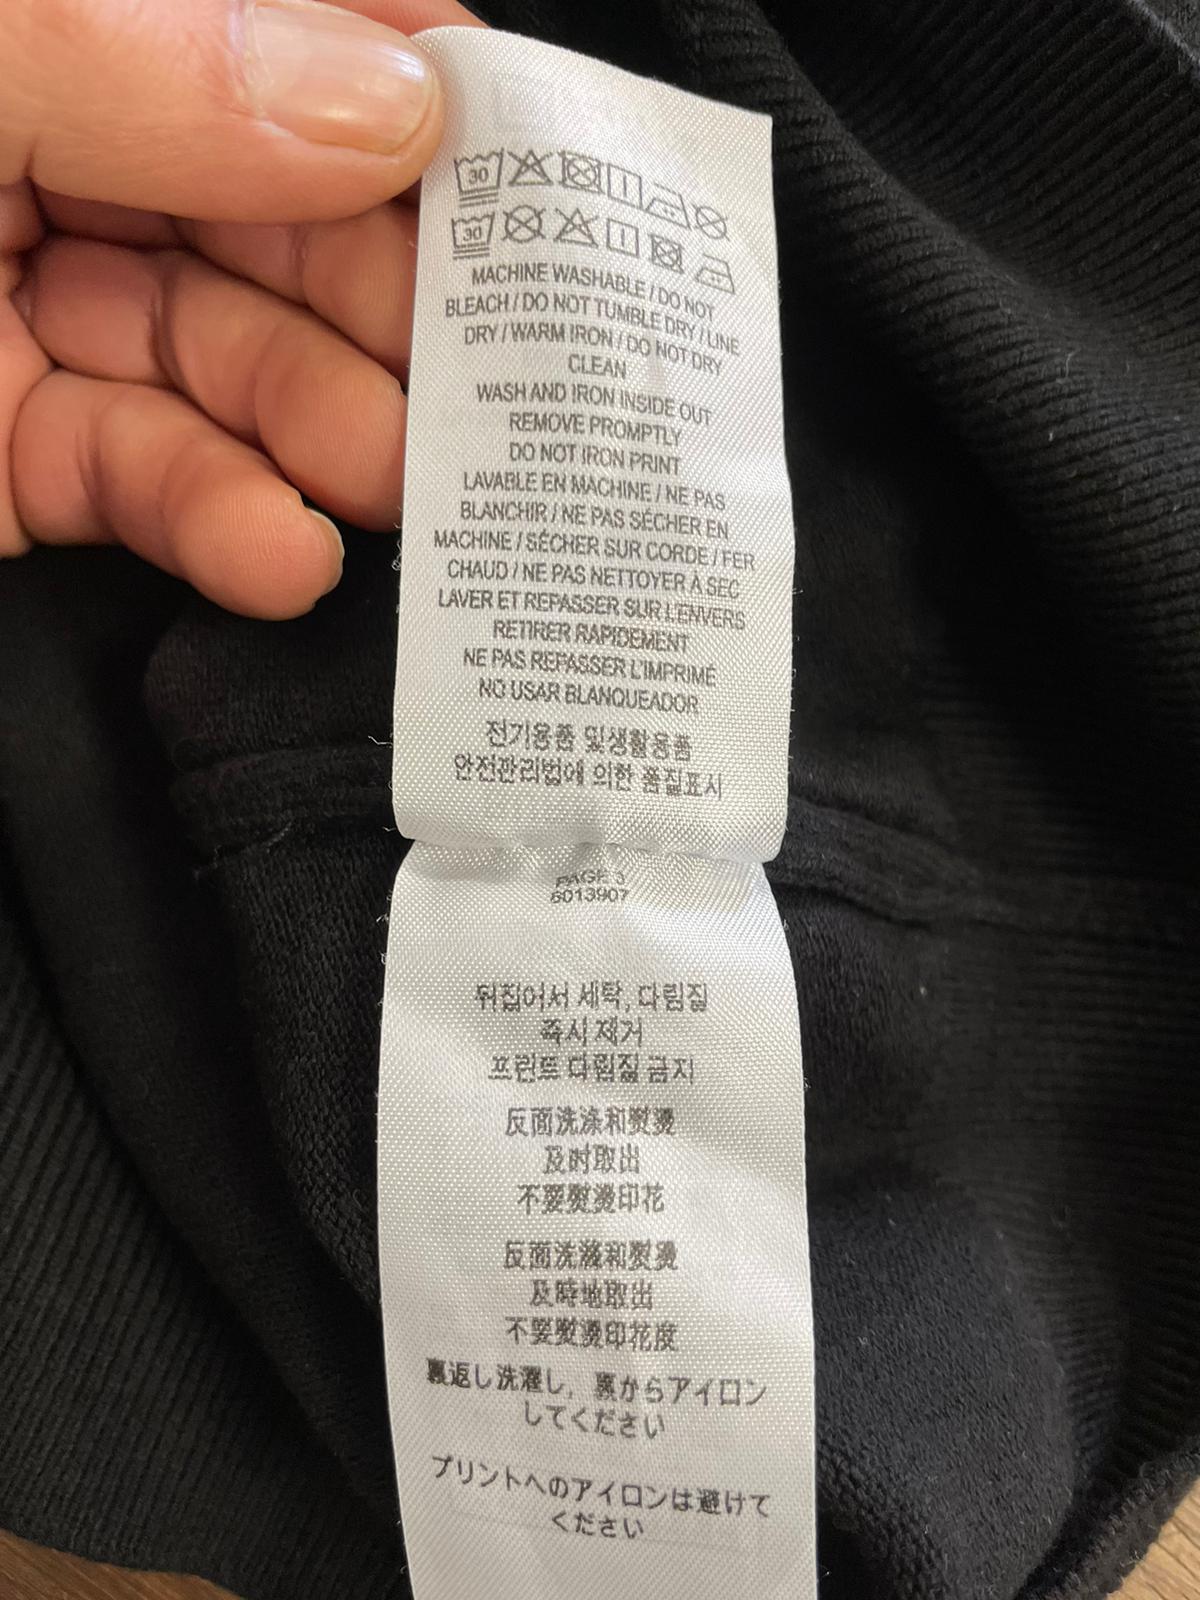 30
30
MACHINE WASHABLE / DO NOT
BLEACH / DO NOT TUMBLE DRY / LINE
DRY / WARM IRON / DO NOT DRY
CLEAN
WASH AND IRON INSIDE OUT
REMOVE PROMPTLY
DO NOT IRON PRINT
LAVABLE EN MACHINE / NE PAS
BLANCHIR / NE PAS SÉCHER EN
MACHINE / SÉCHER SUR CORDE / FER
CHAUD / NE PAS NETTOYER À SEC
LAVER ET REPASSER SUR L'ENVERS
RETIRER RAPIDEMENT
NE PAS REPASSER L'IMPRIMÉ
NO USAR BLANQUEADOR
전기용품 및생활용품
안전관리법에 의한 품질표시
PAGE 3
6013907
뒤집어서 세탁, 다림질
즉시 제거
프린트 다림질 금지
反面洗涤和熨燙
及时取出
不要熨燙印花
反面洗滌和熨燙
及時地取出
不要熨燙印花度
裏返し洗濯し, 裏からアイロン
してください
プリントへのアイロンは避けて
ください